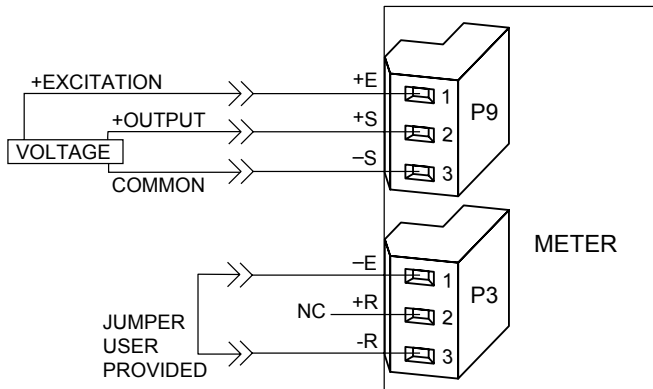 +EXCITATION
+E
1
+OUTPUT
+S
2
P9
VOLTAGE
COMMON
–S
3
METER
–E
1
P3
NC
+R
2
JUMPER
USER
PROVIDED
-R
3